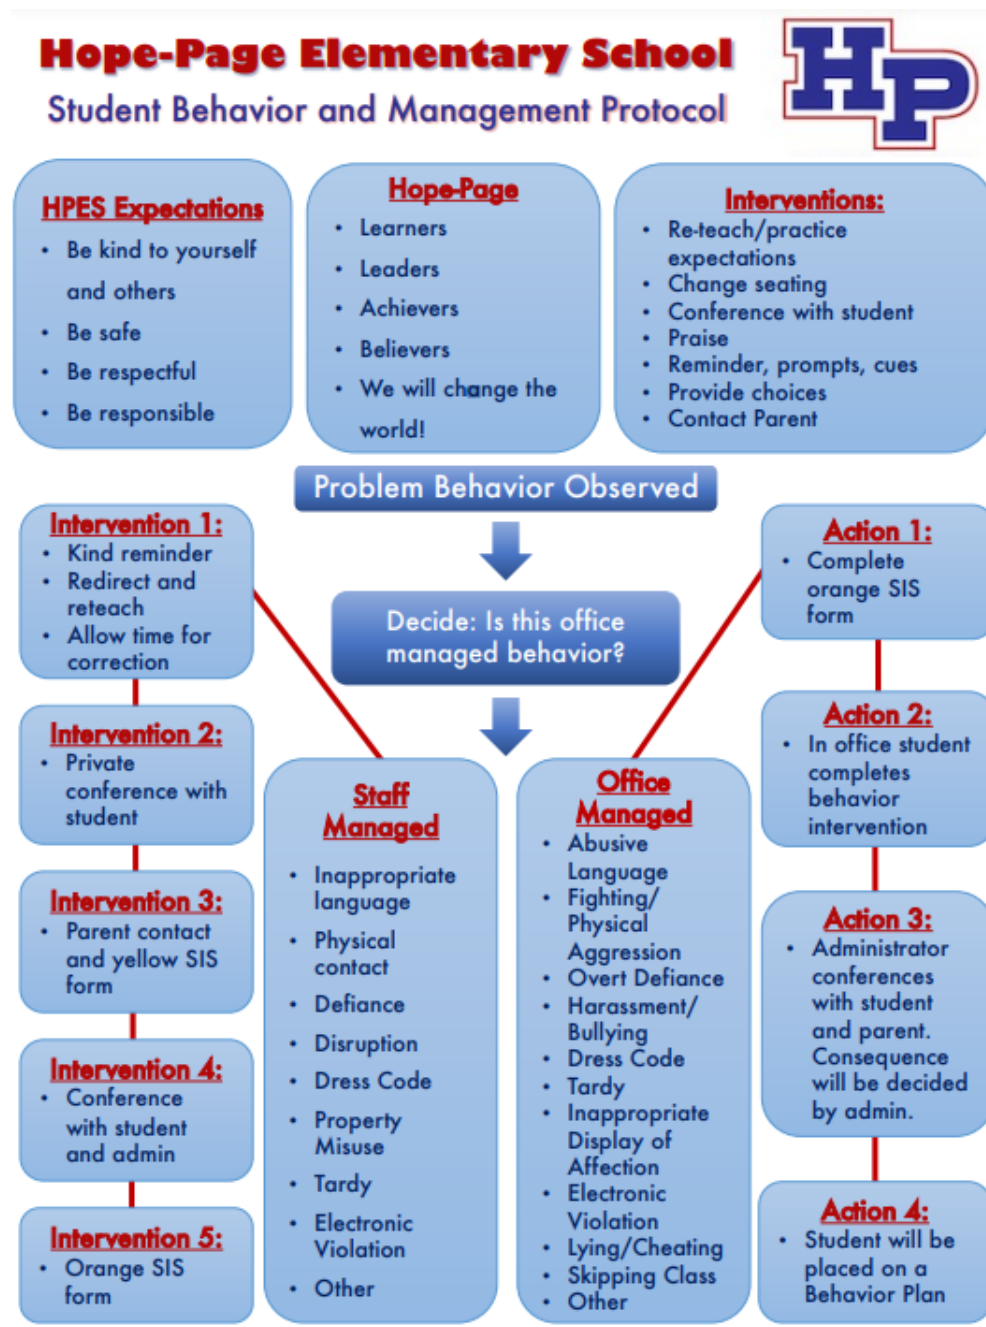 Hope-Page Elementary School
Student Behavior and Management Protocol
HP
HPES Expectations
• Be kind to yourself
and others
• Be safe
• Be respectful
• Be responsible
Hope-Page
• Learners
• Leaders
• Achievers
• Believers
• We will change the
world!
Interventions:
• Re-teach/practice
expectations
• Change seating
• Conference with student
• Praise
• Reminder, prompts, cues
• Provide choices
• Contact Parent
Problem Behavior Observed
Decide: Is this office
managed behavior?
Intervention 1:
• Kind reminder
• Redirect and
reteach
• Allow time for
correction
Intervention 2:
• Private
conference with
student
Intervention 3:
• Parent contact
and yellow SIS
form
Intervention 4:
• Conference
with student
and admin
Intervention 5:
• Orange SIS
form
Staff
Managed
• Inappropriate
language
• Physical
contact
• Defiance
• Disruption
• Dress Code
• Property
Misuse
• Tardy
• Electronic
Violation
• Other
Office
Managed
• Abusive
Language
• Fighting/
Physical
Aggression
• Overt Defiance
• Harassment/
Bullying
• Dress Code
• Tardy
• Inappropriate
Display of
Affection
• Electronic
Violation
• Lying/Cheating
• Skipping Class
• Other
Action 1:
• Complete
orange SIS
form
Action 2:
• In office student
completes
behavior
intervention
Action 3:
• Administrator
conferences
with student
and parent.
Consequence
will be decided
by admin.
Action 4:
• Student will be
placed on a
Behavior Plan